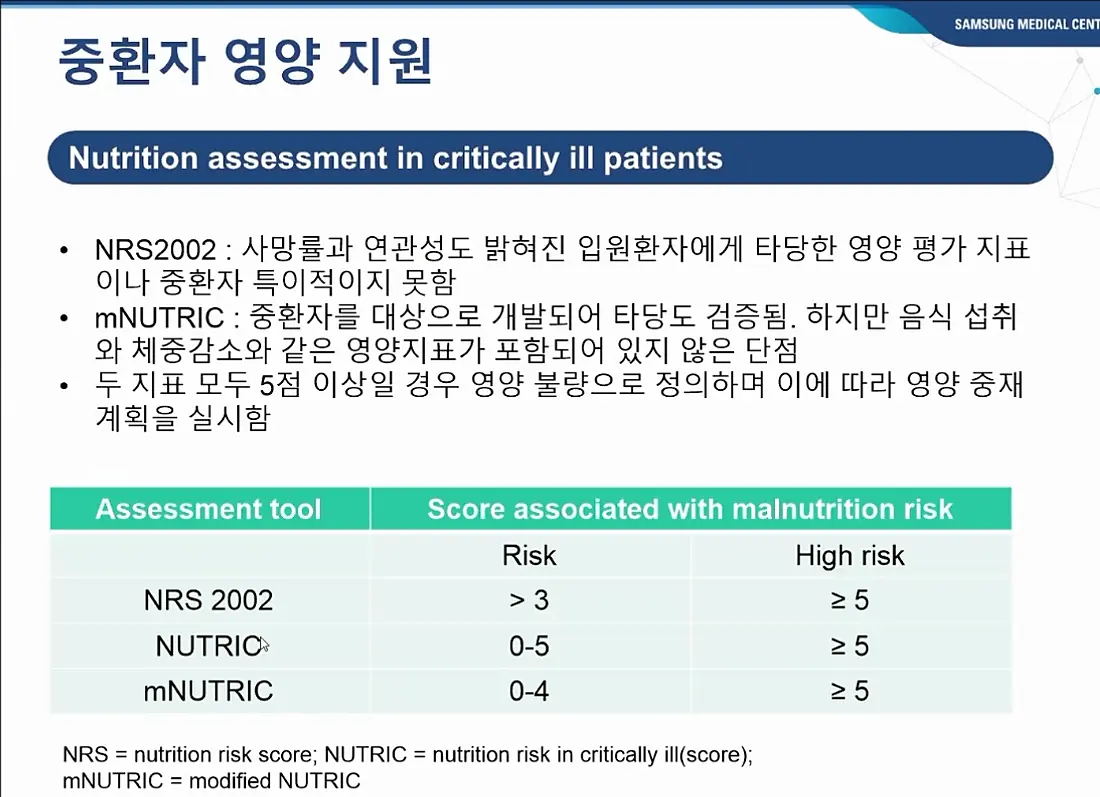 SAMSUNG MEDICAL CENT
중환자 영양 지원
Nutrition assessment in critically ill patients
• NRS2002 : 사망률과 연관성도 밝혀진 입원환자에게 타당한 영양 평가 지표
이나 중환자 특이적이지 못함
• mNUTRIC : 중환자를 대상으로 개발되어 타당도 검증됨. 하지만 음식 섭취
와 체중감소와 같은 영양지표가 포함되어 있지 않은 단점
• 두 지표 모두 5점 이상일 경우 영양 불량으로 정의하며 이에 따라 영양 중재
계획을 실시함
Assessment tool Score associated with malnutrition risk
Risk High risk
NRS 2002 > 3 ≥ 5
NUTRIC 0-5 ≥ 5
mNUTRIC 0-4 ≥ 5
NRS = nutrition risk score; NUTRIC = nutrition risk in critically ill(score);
mNUTRIC = modified NUTRIC